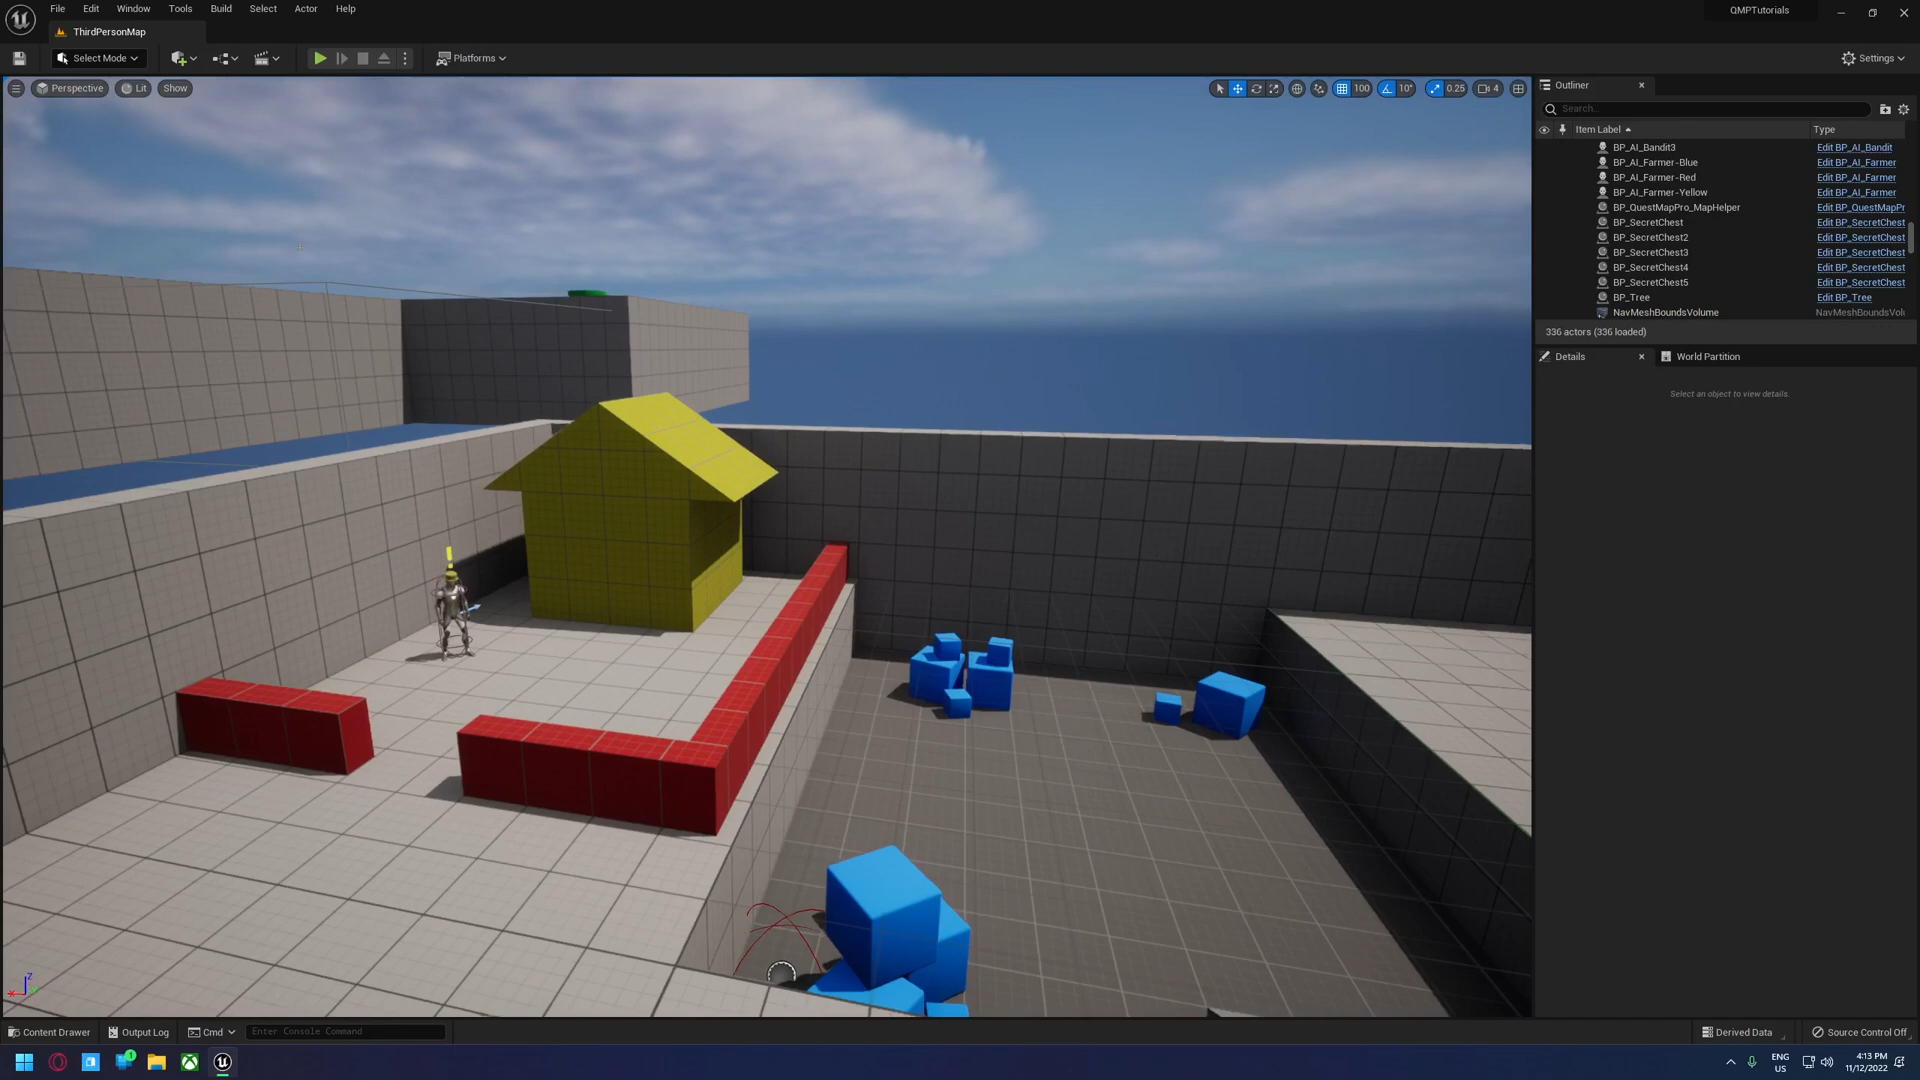 File Edit Window Tools Build Select Actor Help
QMPTutorials
ThirdPersonMap
Select Mode
Platforms
Settings
Perspective Lit Show
100 10° 0.25 4
Outliner
Search...
Item Label Type
BP_AI_Bandit3 Edit BP_AI_Bandit
BP_AI_Farmer-Blue Edit BP_AI_Farmer
BP_AI_Farmer-Red Edit BP_AI_Farmer
BP_AI_Farmer-Yellow Edit BP_AI_Farmer
BP_QuestMapPro_MapHelper Edit BP_QuestMapPr
BP_SecretChest Edit BP_SecretChest
BP_SecretChest2 Edit BP_SecretChest
BP_SecretChest3 Edit BP_SecretChest
BP_SecretChest4 Edit BP_SecretChest
BP_SecretChest5 Edit BP_SecretChest
BP_Tree Edit BP_Tree
NavMeshBoundsVolume NavMeshBoundsVolu
336 actors (336 loaded)
Details World Partition
Select an object to view details.
Z
Content Drawer Output Log Cmd Enter Console Command
Derived Data Source Control Off
1
ENG
US
4:13 PM
11/12/2022